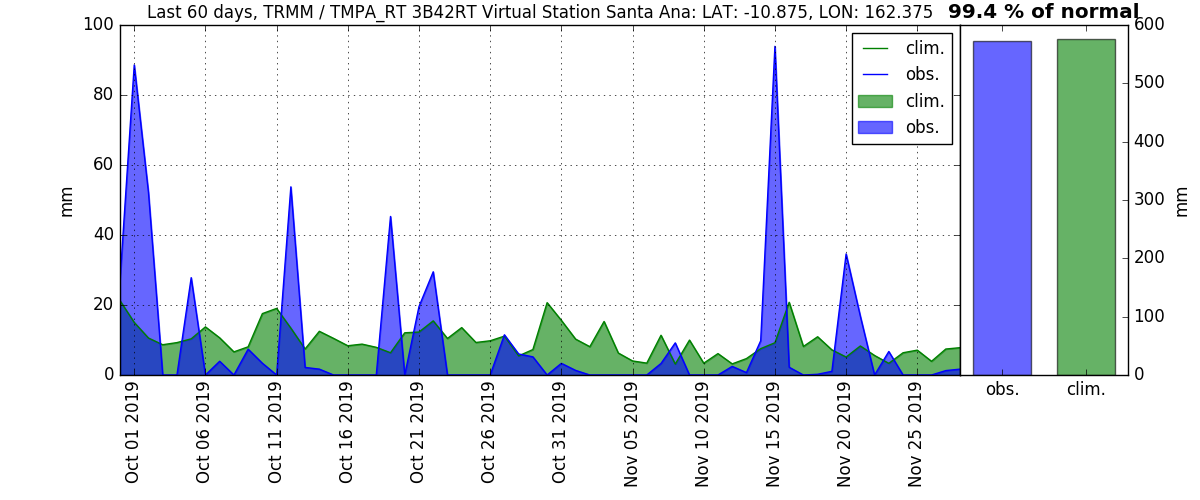 Last 60 days, TRMM / TMPA_RT 3B42RT Virtual Station Santa Ana: LAT: -10.875, LON: 162.375 99.4 % of normal
100
80
60
40
20
0
mm
clim.
obs.
clim.
obs.
600
500
400
300
200
100
0
mm
obs.
clim.
Oct 01 2019
Oct 06 2019
Oct 11 2019
Oct 16 2019
Oct 21 2019
Oct 26 2019
Oct 31 2019
Nov 05 2019
Nov 10 2019
Nov 15 2019
Nov 20 2019
Nov 25 2019